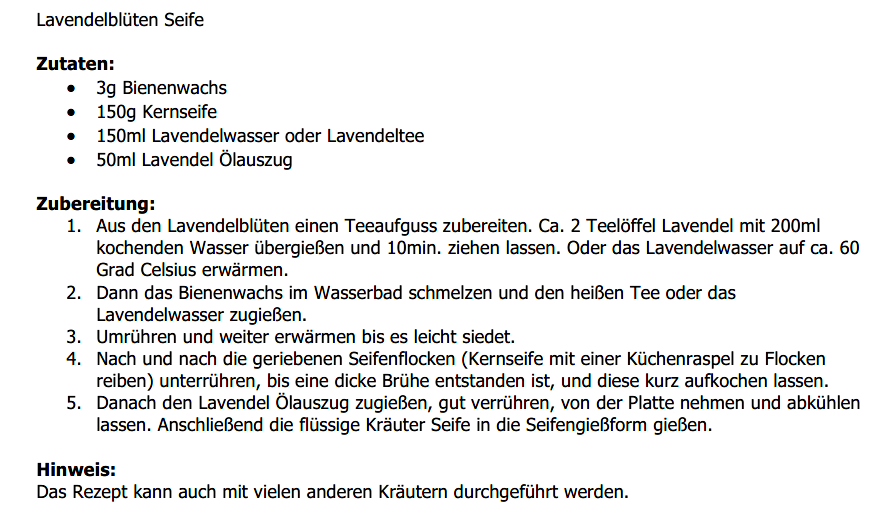 Lavendelblüten Seife
Zutaten:
• 3g Bienenwachs
• 150g Kernseife
• 150ml Lavendelwasser oder Lavendeltee
• 50ml Lavendel Ölauszug
Zubereitung:
1. Aus den Lavendelblüten einen Teeaufguss zubereiten. Ca. 2 Teelöffel Lavendel mit 200ml
kochenden Wasser übergießen und 10min. ziehen lassen. Oder das Lavendelwasser auf ca. 60
Grad Celsius erwärmen.
2. Dann das Bienenwachs im Wasserbad schmelzen und den heißen Tee oder das
Lavendelwasser zugießen.
3. Umrühren und weiter erwärmen bis es leicht siedet.
4. Nach und nach die geriebenen Seifenflocken (Kernseife mit einer Küchenraspel zu Flocken
reiben) unterrühren, bis eine dicke Brühe entstanden ist, und diese kurz aufkochen lassen.
5. Danach den Lavendel Ölauszug zugießen, gut verrühren, von der Platte nehmen und abkühlen
lassen. Anschließend die flüssige Kräuter Seife in die Seifengießform gießen.
Hinweis:
Das Rezept kann auch mit vielen anderen Kräutern durchgeführt werden.